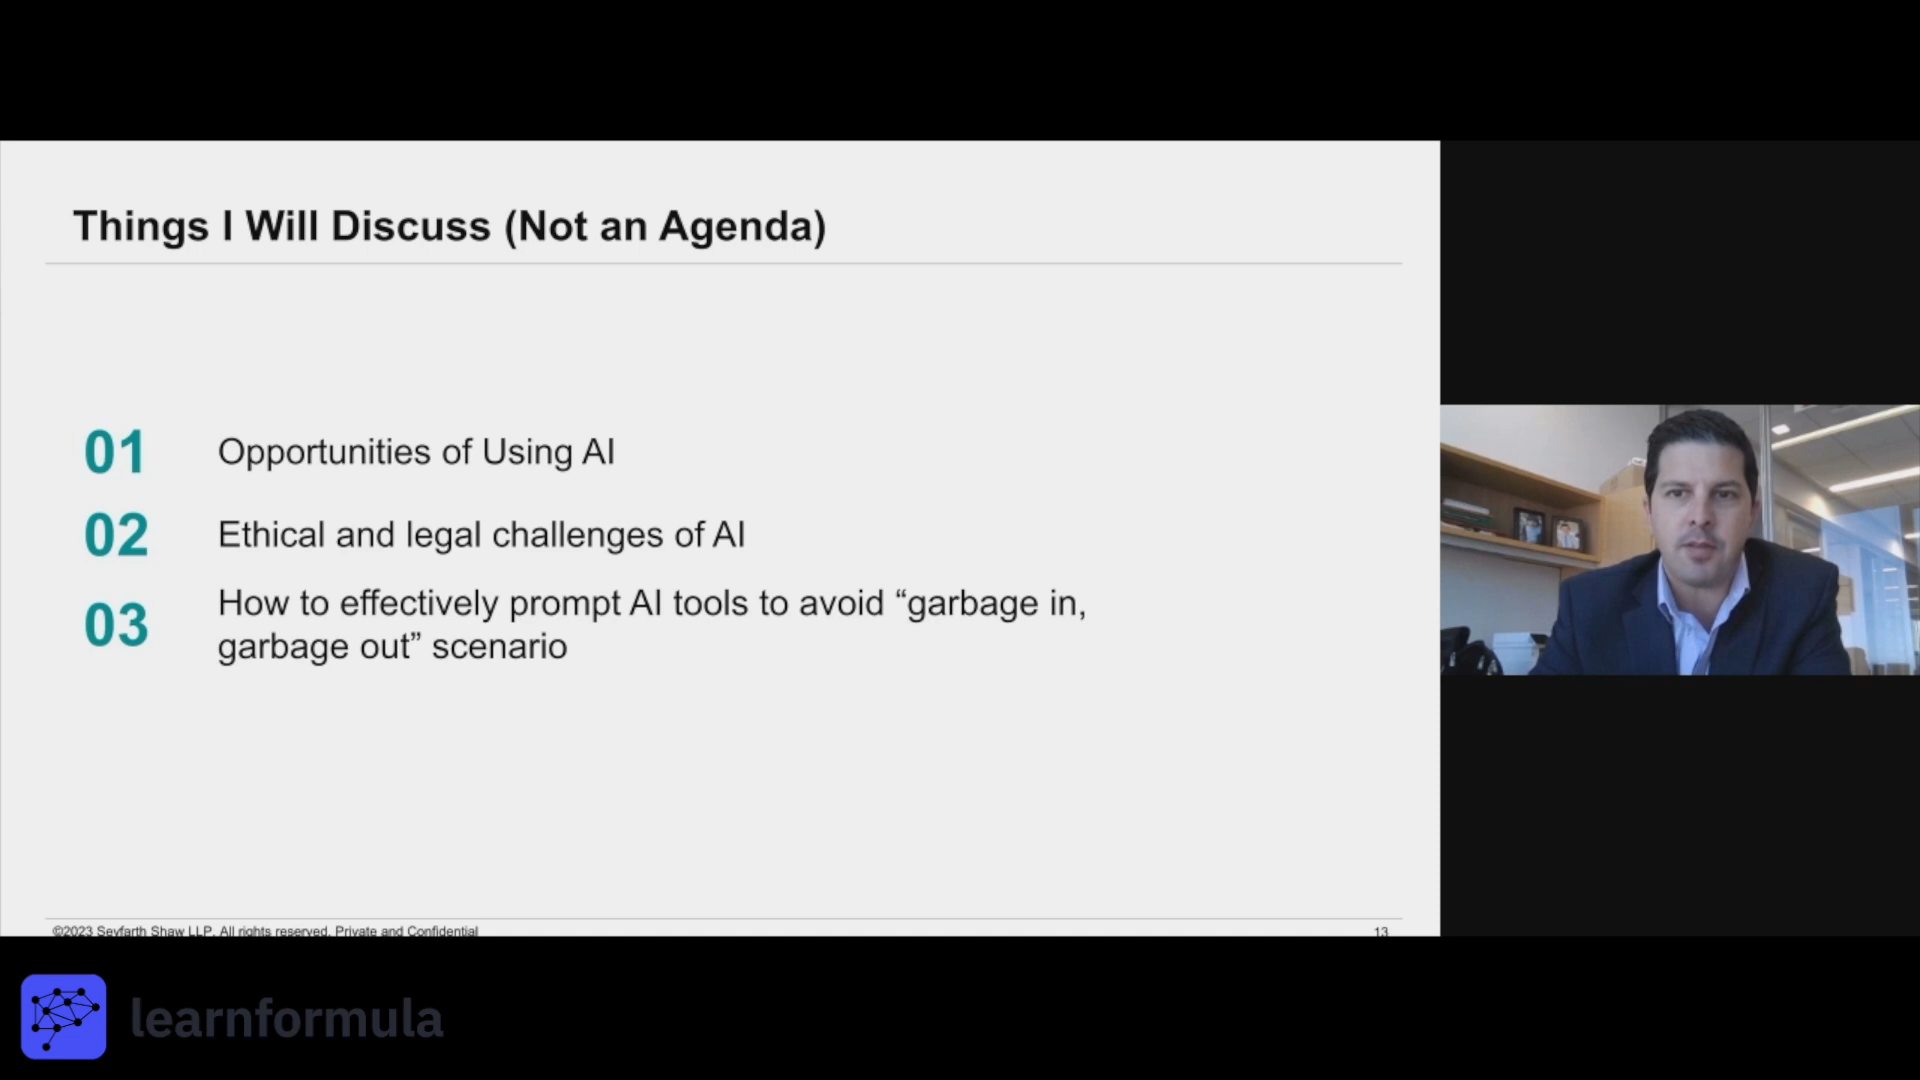 Things I Will Discuss (Not an Agenda)
01 Opportunities of Using AI
02 Ethical and legal challenges of AI
03 How to effectively prompt AI tools to avoid “garbage in,
garbage out” scenario
©2023 Seyfarth Shaw LLP. All rights reserved. Private and Confidential
13
learnformula